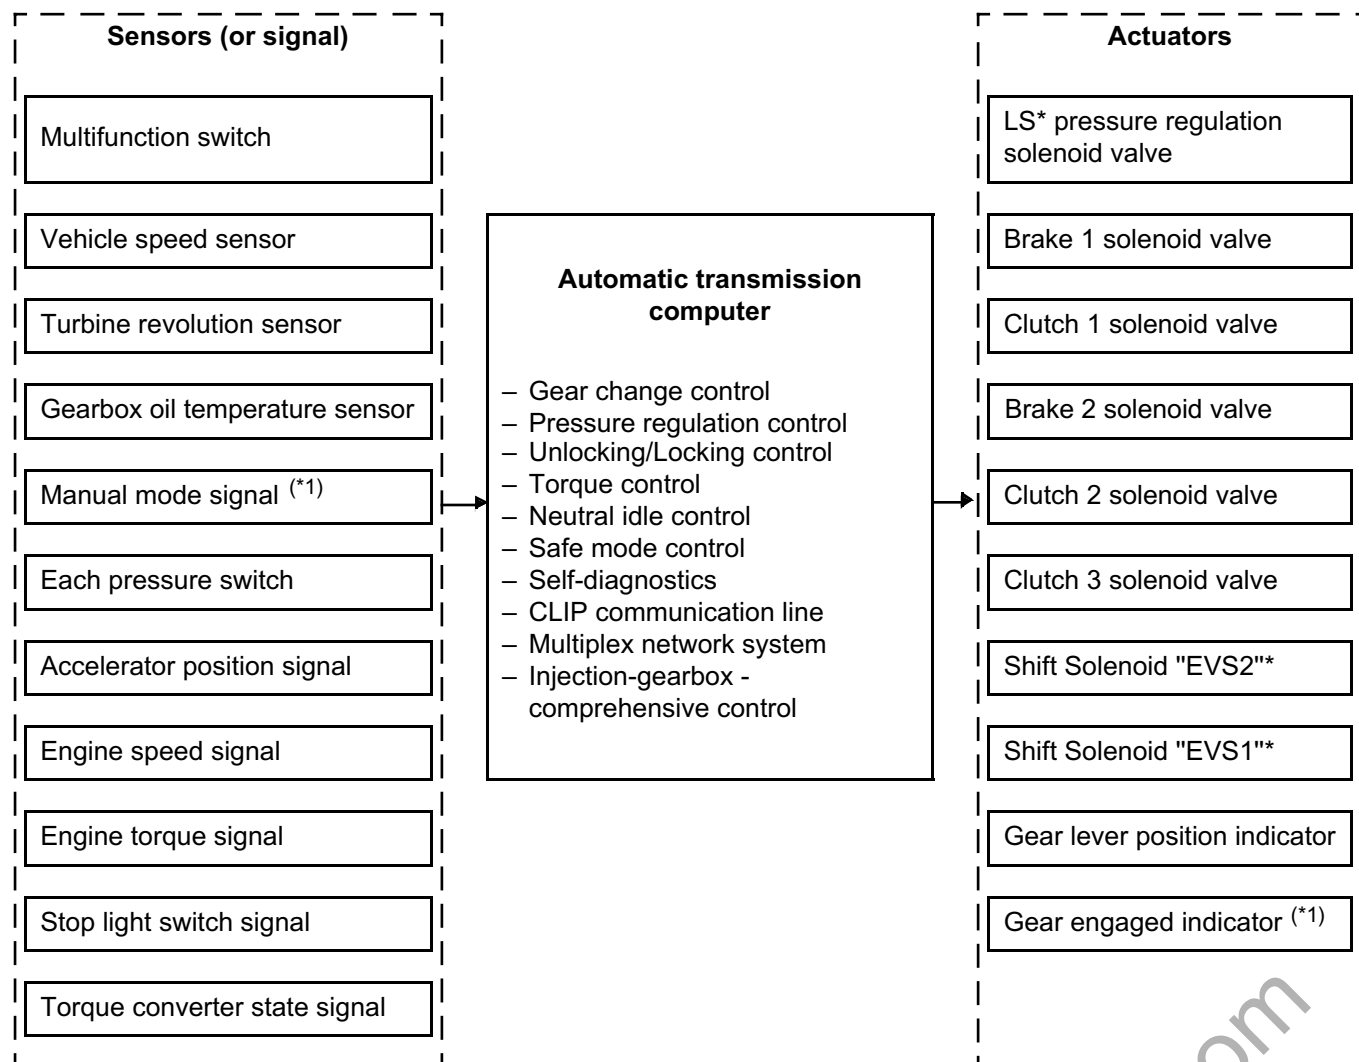 Sensors (or signal)
Multifunction switch
Vehicle speed sensor
Turbine revolution sensor
Gearbox oil temperature sensor
Manual mode signal (*1)
Each pressure switch
Accelerator position signal
Engine speed signal
Engine torque signal
Stop light switch signal
Torque converter state signal
Automatic transmission
computer
– Gear change control
– Pressure regulation control
– Unlocking/Locking control
– Torque control
– Neutral idle control
– Safe mode control
– Self-diagnostics
– CLIP communication line
– Multiplex network system
– Injection-gearbox -
comprehensive control
Actuators
LS* pressure regulation
solenoid valve
Brake 1 solenoid valve
Clutch 1 solenoid valve
Brake 2 solenoid valve
Clutch 2 solenoid valve
Clutch 3 solenoid valve
Shift Solenoid "EVS2"*
Shift Solenoid "EVS1"*
Gear lever position indicator
Gear engaged indicator (*1)
om